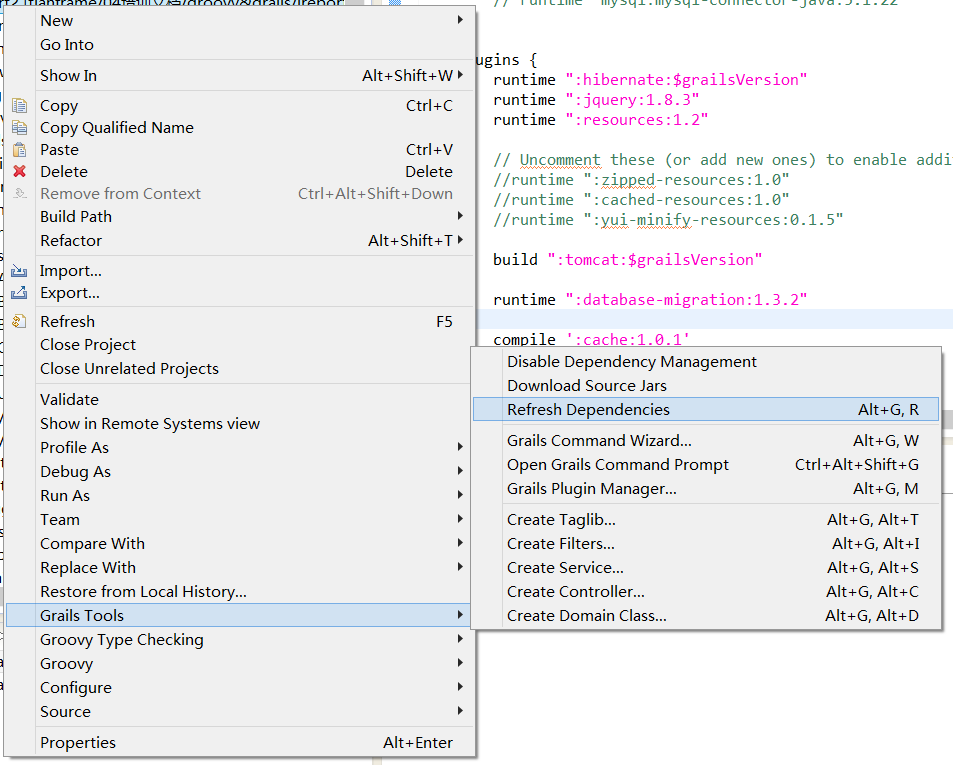 // runtime 'mysql:mysql-connector-java:5.1.22'
New
Go Into
Show In Alt+Shift+W
Copy Ctrl+C
Copy Qualified Name
Paste Ctrl+V
Delete Delete
Remove from Context Ctrl+Alt+Shift+Down
Build Path
Refactor Alt+Shift+T
Import...
Export...
Refresh F5
Close Project
Close Unrelated Projects
Validate
Show in Remote Systems view
Profile As
Debug As
Run As
Team
Compare With
Replace With
Restore from Local History...
Grails Tools
Groovy Type Checking
Groovy
Configure
Source
Properties Alt+Enter
ugins {
runtime ":hibernate:$grailsVersion"
runtime ":jquery:1.8.3"
runtime ":resources:1.2"
// Uncomment these (or add new ones) to enable addi
//runtime ":zipped-resources:1.0"
//runtime ":cached-resources:1.0"
//runtime ":yui-minify-resources:0.1.5"
build ":tomcat:$grailsVersion"
runtime ":database-migration:1.3.2"
compile ':cache:1.0.1'
Disable Dependency Management
Download Source Jars
Refresh Dependencies Alt+G, R
Grails Command Wizard... Alt+G, W
Open Grails Command Prompt Ctrl+Alt+Shift+G
Grails Plugin Manager... Alt+G, M
Create Taglib... Alt+G, Alt+T
Create Filters... Alt+G, Alt+I
Create Service... Alt+G, Alt+S
Create Controller... Alt+G, Alt+C
Create Domain Class... Alt+G, Alt+D